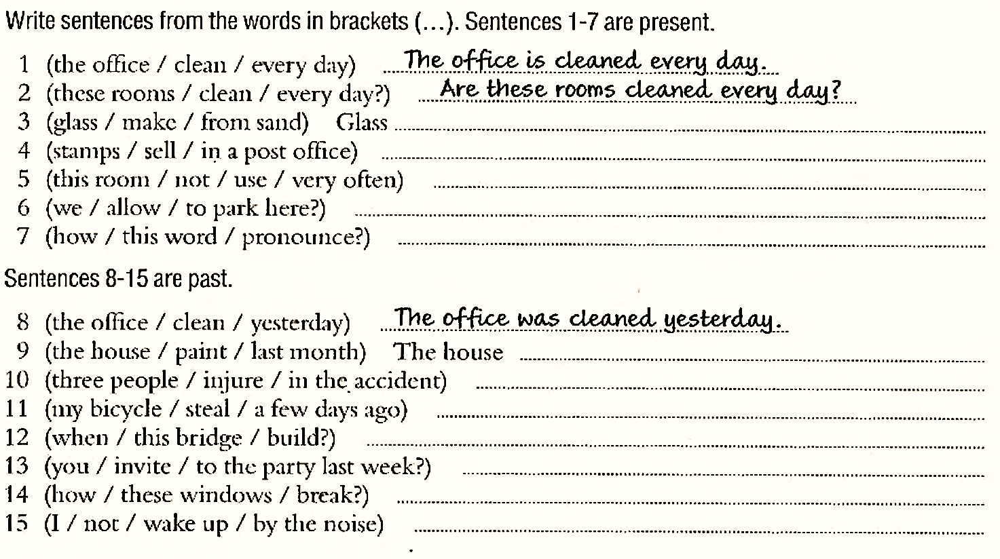 Write sentences from the words in brackets (...). Sentences 1-7 are present.
1 (the office / clean / every day) The office is cleaned every day.
2 (these rooms / clean / every day?) Are these rooms cleaned every day?
3 (glass / make / from sand) Glass
4 (stamps / sell / in a post office)
5 (this room / not / use / very often)
6 (we / allow / to park here?)
7 (how / this word / pronounce?)
Sentences 8-15 are past.
8 (the office / clean / yesterday) The office was cleaned yesterday.
9 (the house / paint / last month) The house
10 (three people / injure / in the accident)
11 (my bicycle / steal / a few days ago)
12 (when / this bridge / build?)
13 (you / invite / to the party last week?)
14 (how / these windows / break?)
15 (I / not / wake up / by the noise)